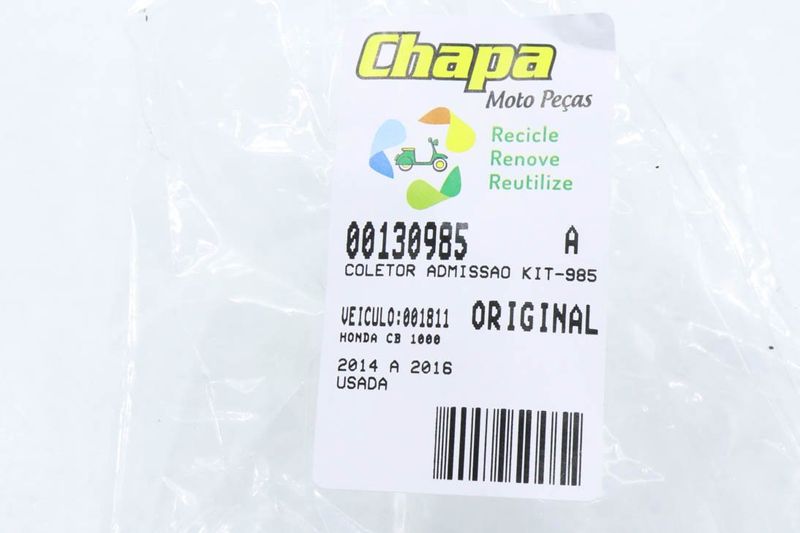 Chapa
Moto Peças
Recicle
Renove
Reutilize
00130985 A
COLETOR ADMISSAO KIT-985
VEICULO:001811 ORIGINAL
HONDA CB 1000
2014 A 2016
USADA